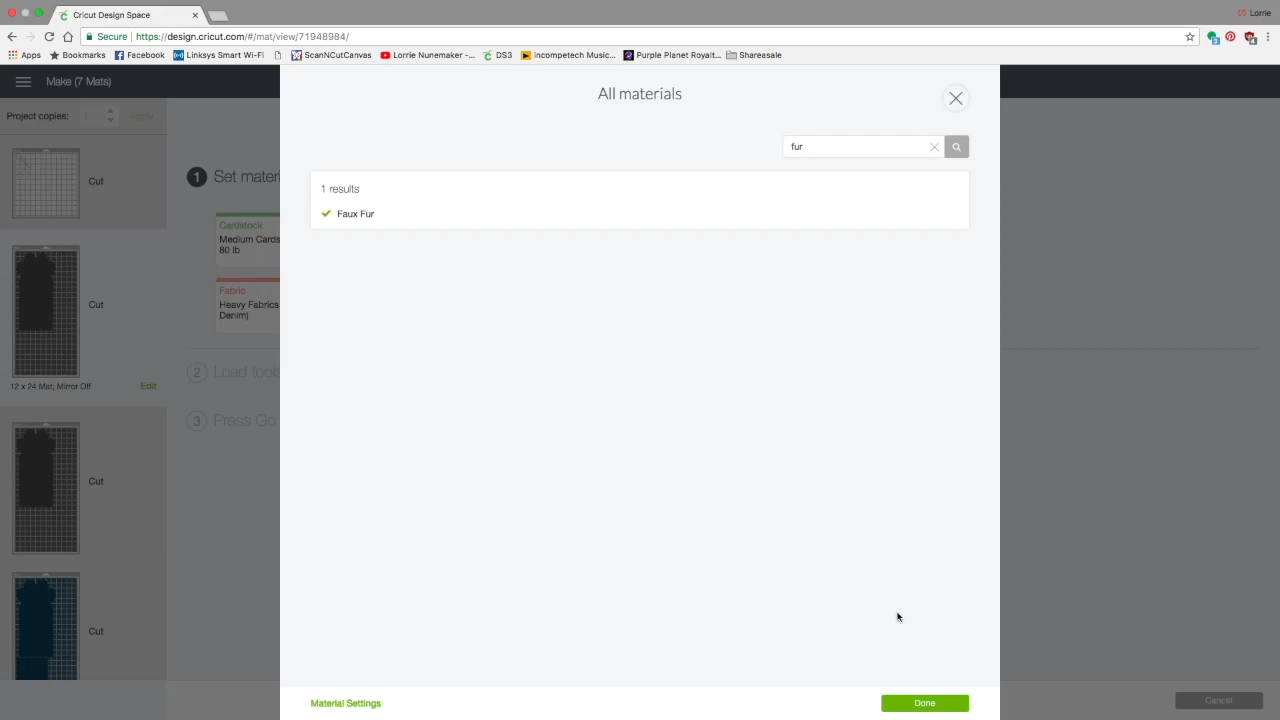 Cricut Design Space
Lorrie
Secure
https://design.cricut.com/#/mat/view/71948984/
Apps
Bookmarks
Facebook
Linksys Smart Wi-Fi
ScanNCutCanvas
Lorrie Nunemaker -...
DS3
incompetech Music...
Purple Planet Royalt...
Shareasale
Make (7 Mats)
All materials
Project copies:
1
Apply
fur
1
Set materi
Cut
1 results
Faux Fur
Cardstock
Medium Cards
80 lb
Fabric
Heavy Fabrics
Denim)
Cut
2
Load tools
12 x 24 Mat; Mirror Off
Edit
3
Press Go
Cut
Cut
Material Settings
Done
Cancel